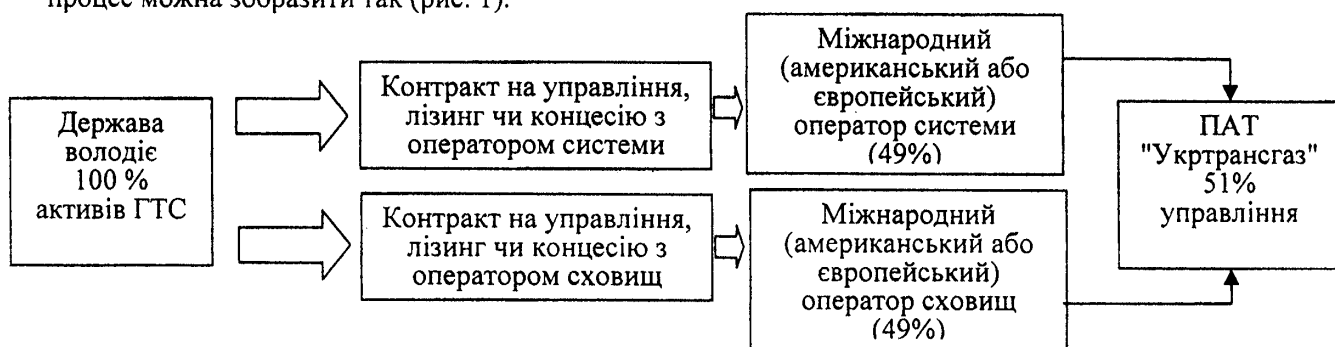 процес можна зобразити так (рис. 1).
Держава
володіє
100 %
активів ГТС
Контракт на управління,
лізинг чи концесію з
оператором системи
Міжнародний
(американський або
європейський)
оператор системи
(49%)
Контракт на управління,
лізинг чи концесію з
оператором сховищ
Міжнародний
(американський або
європейський)
оператор сховищ
(49%)
ПАТ
"Укртрансгаз"
51%
управління